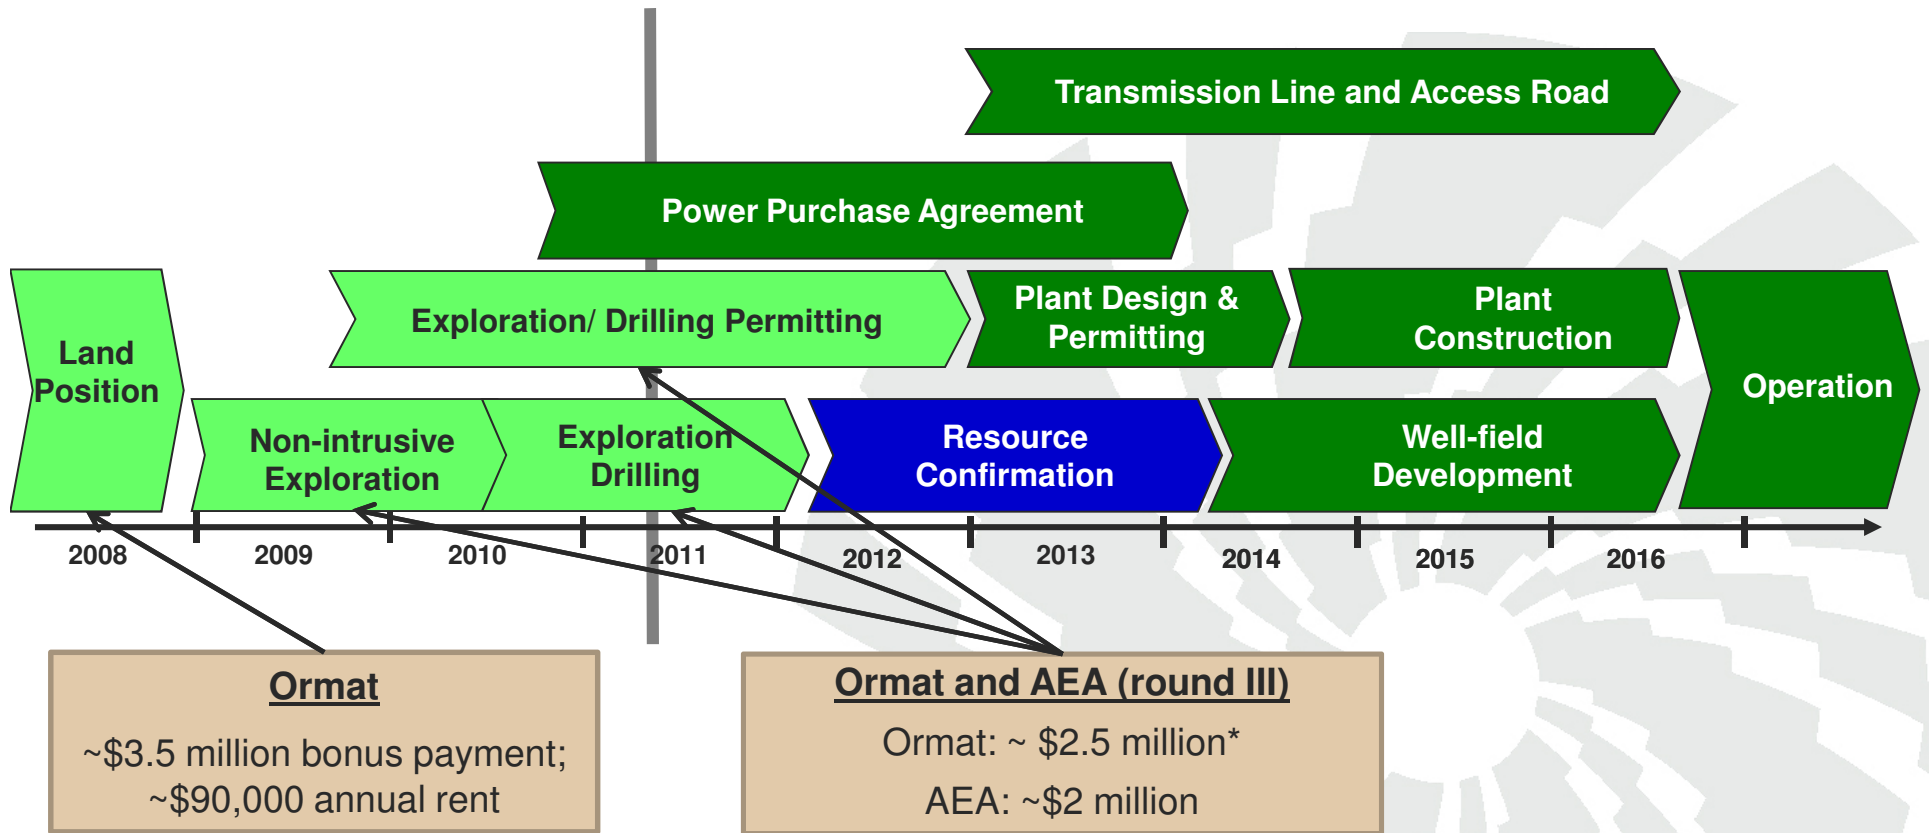 Transmission Line and Access Road
Power Purchase Agreement
Land
Position
Exploration/ Drilling Permitting
Plant Design &
Permitting
Plant
Construction
Operation
Non-intrusive
Exploration
Exploration
Drilling
Resource
Confirmation
Well-field
Development
2008
2009
2010
2011
2012
2013
2014
2015
2016
Ormat
~$3.5 million bonus payment;
~$90,000 annual rent
Ormat and AEA (round III)
Ormat: ~ $2.5 million*
AEA: ~$2 million